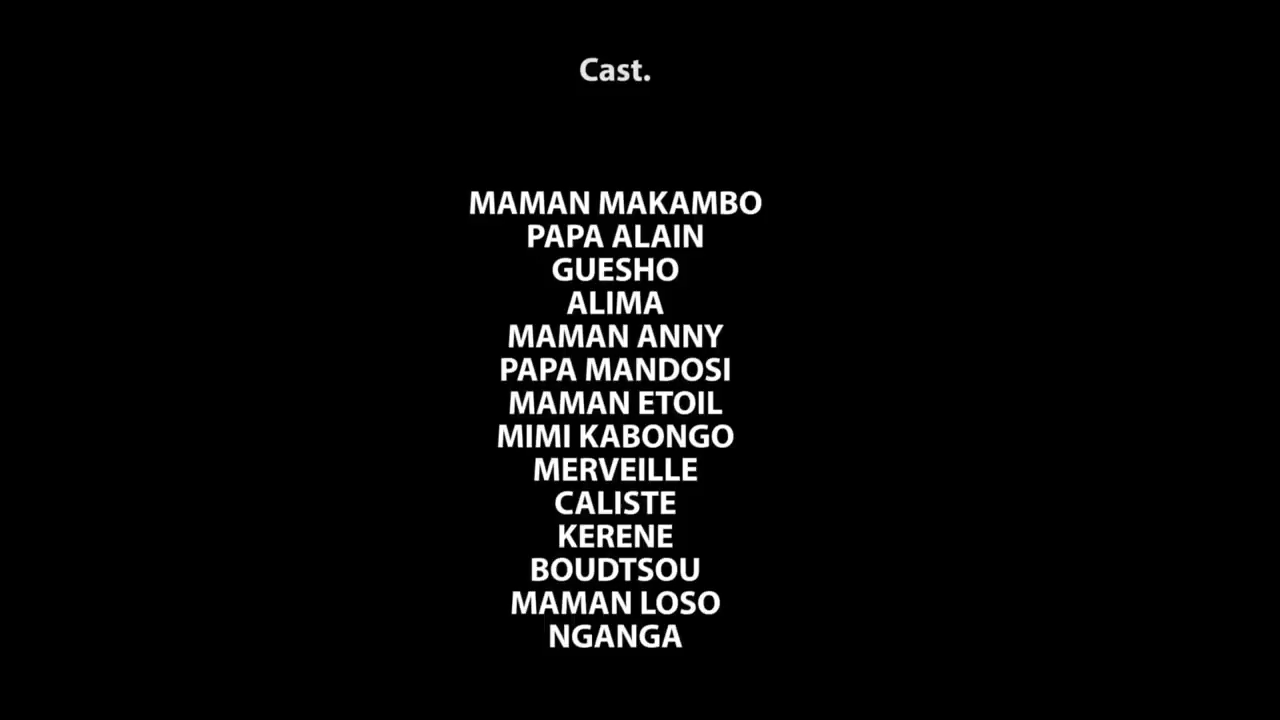 Cast.
MAMAN MAKAMBO
PAPA ALAIN
GUESHO
ALIMA
MAMAN ANNY
PAPA MANDOSI
MAMAN ETOIL
MIMI KABONGO
MERVEILLE
CALISTE
KERENE
BOUDTSOU
MAMAN LOSO
NGANGA